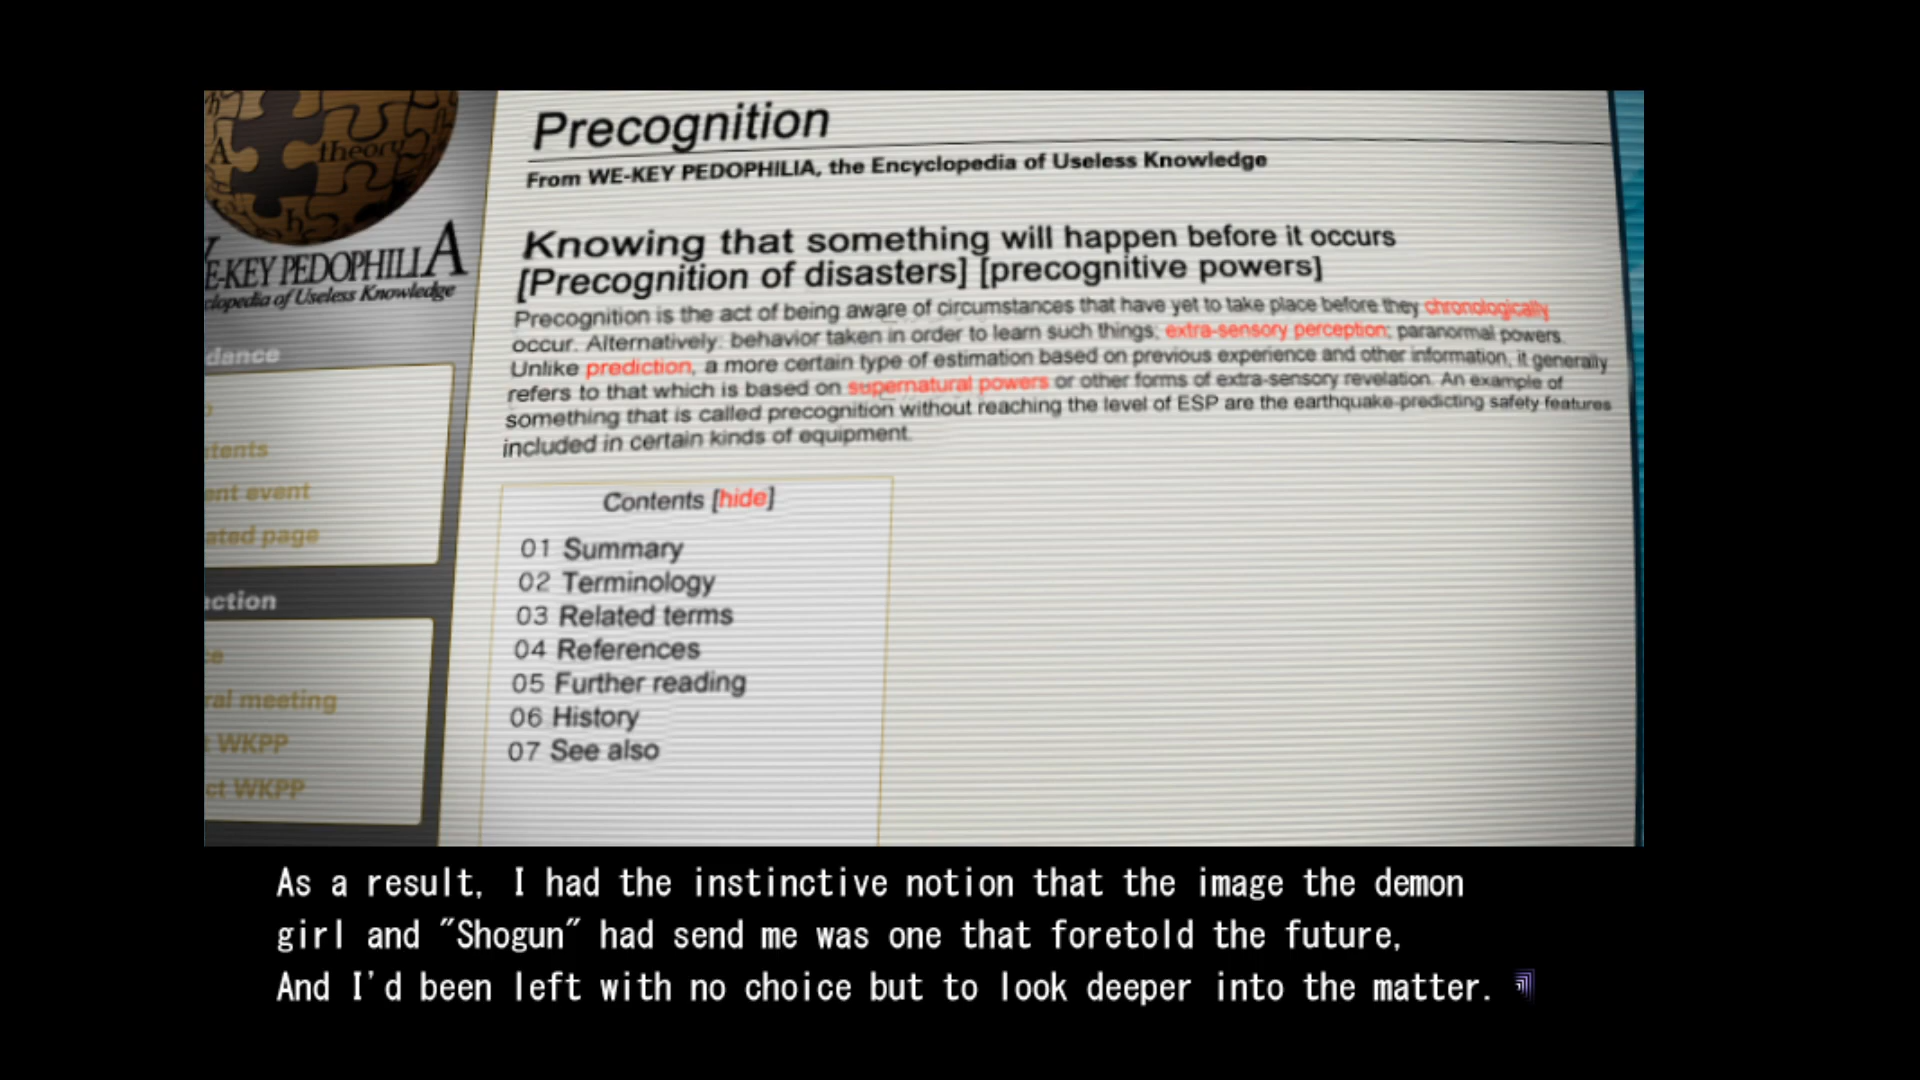 Precognition
From WE-KEY PEDOPHILIA, the Encyclopedia of Useless Knowledge
Knowing that something will happen before it occurs
[Precognition of disasters] [precognitive powers]
Precognition is the act of being aware of circumstances that have yet to take place before they chronologically
occur. Alternatively: behavior taken in order to learn such things; extra-sensory perception; paranormal powers.
Unlike prediction, a more certain type of estimation based on previous experience and other information, it generally
refers to that which is based on supernatural powers or other forms of extra-sensory revelation. An example of
something that is called precognition without reaching the level of ESP are the earthquake-predicting safety features
included in certain kinds of equipment.
Contents [hide]
01 Summary
02 Terminology
03 Related terms
04 References
05 Further reading
06 History
07 See also
A theory
h
E-KEY PEDOPHILIA
clopedia of Useless Knowledge
dance
tents
ent event
ated page
ction
e
ral meeting
t WKPP
ct WKPP
As a result, I had the instinctive notion that the image the demon
girl and "Shogun" had send me was one that foretold the future,
And I'd been left with no choice but to look deeper into the matter.